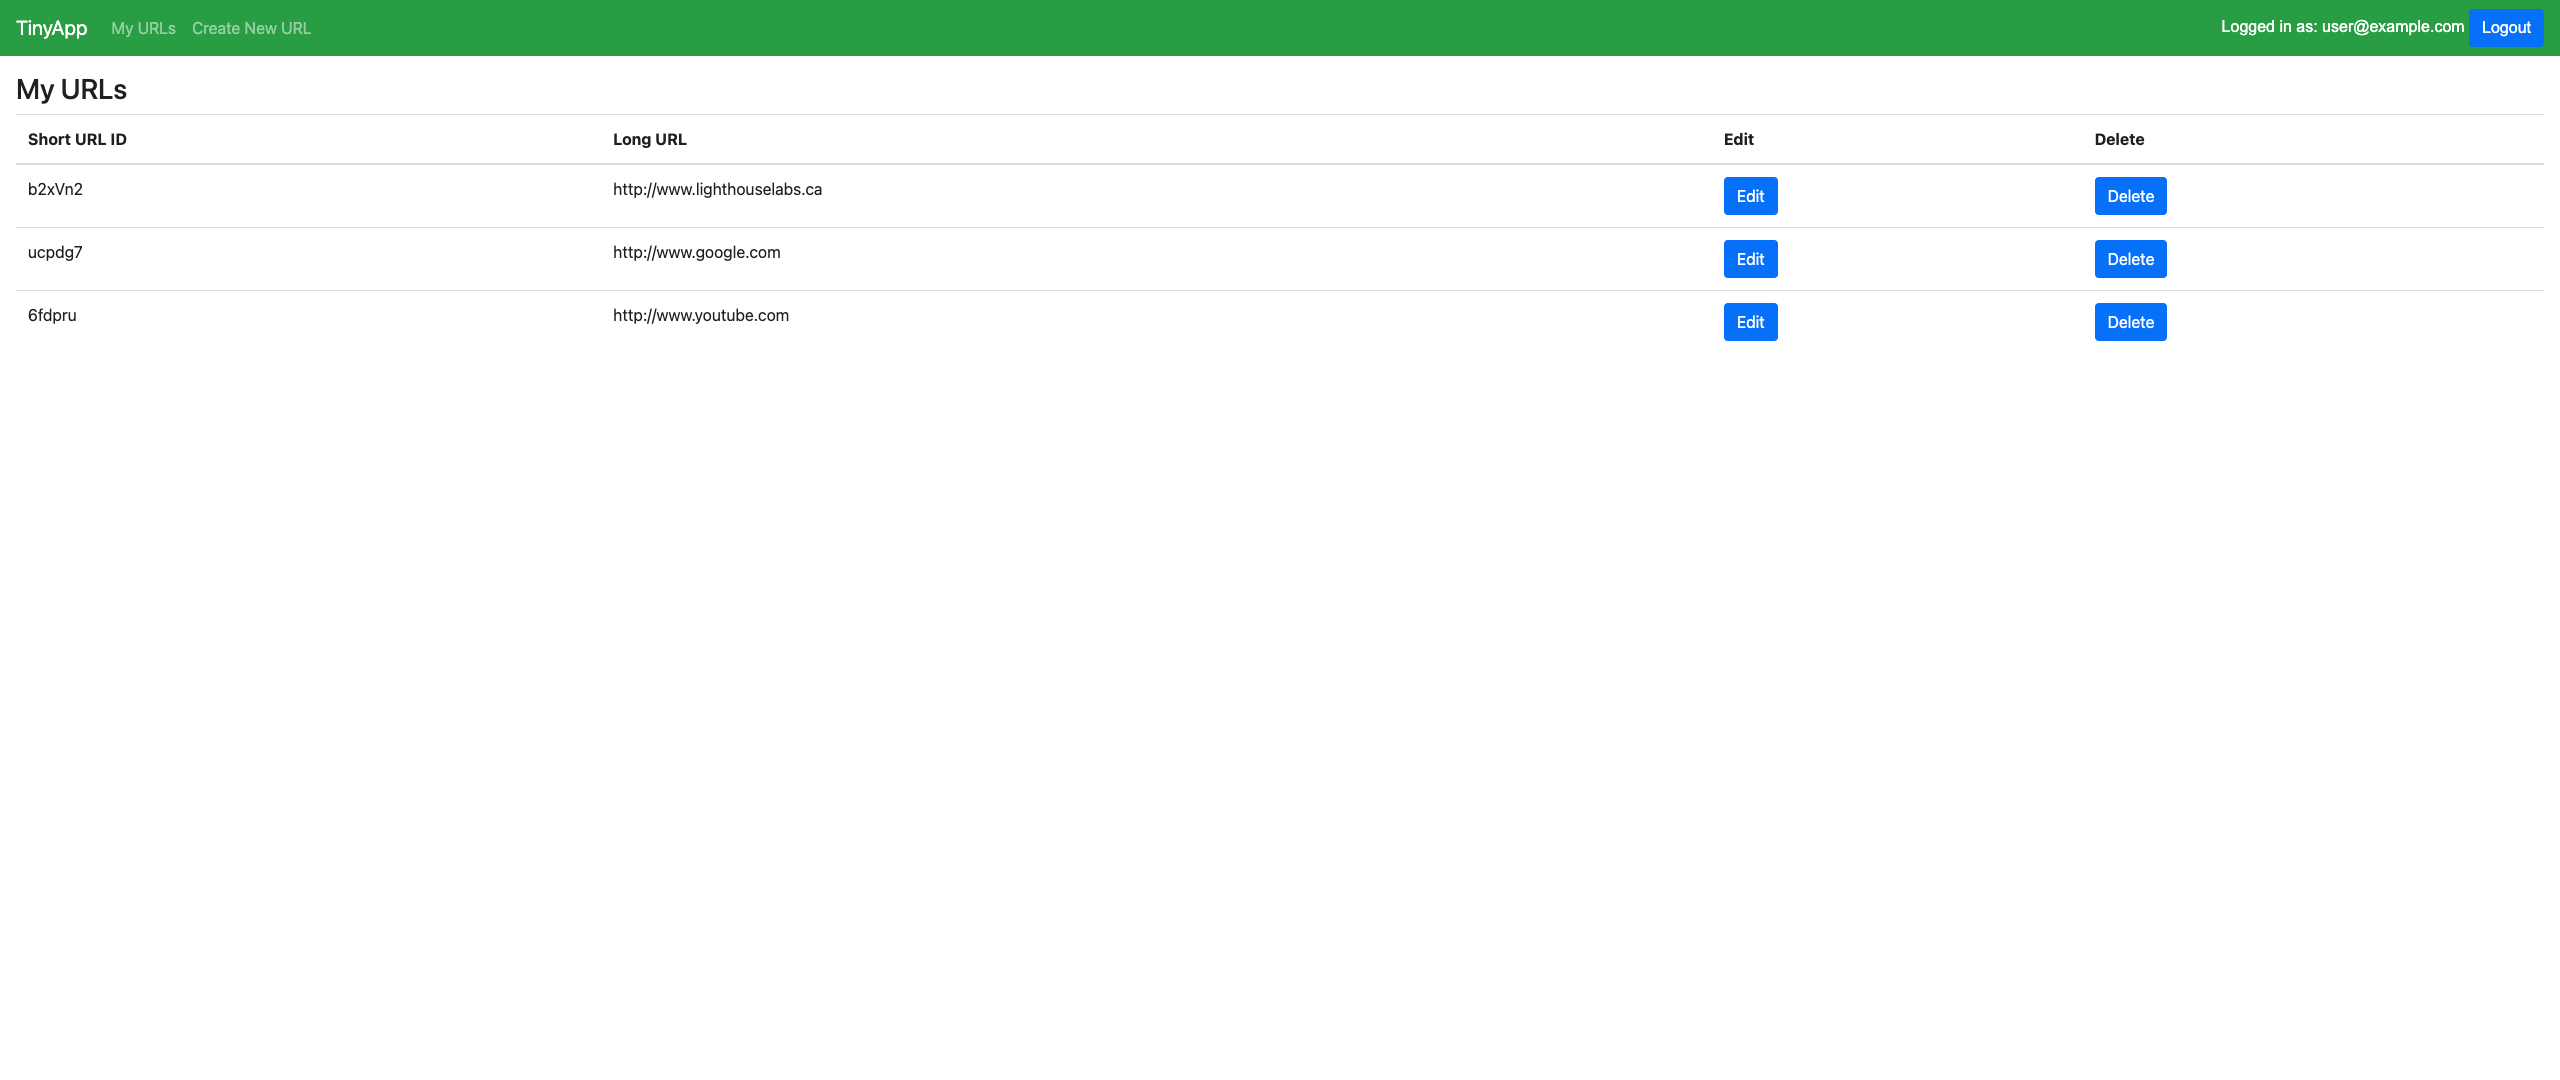 TinyApp My URLs Create New URL Logged in as: user@example.com Logout
My URLs
Short URL ID Long URL Edit Delete
b2xVn2 http://www.lighthouselabs.ca Edit Delete
ucpdg7 http://www.google.com Edit Delete
6fdpru http://www.youtube.com Edit Delete